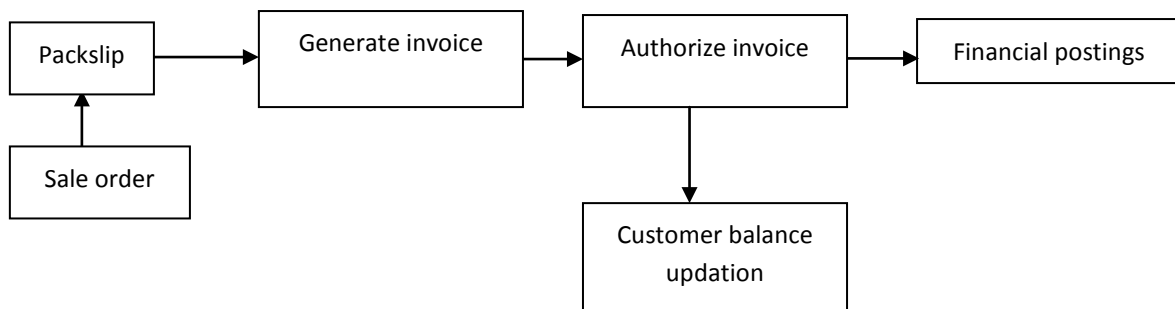 Packslip
Generate invoice
Authorize invoice
Financial postings
Sale order
Customer balance
updation